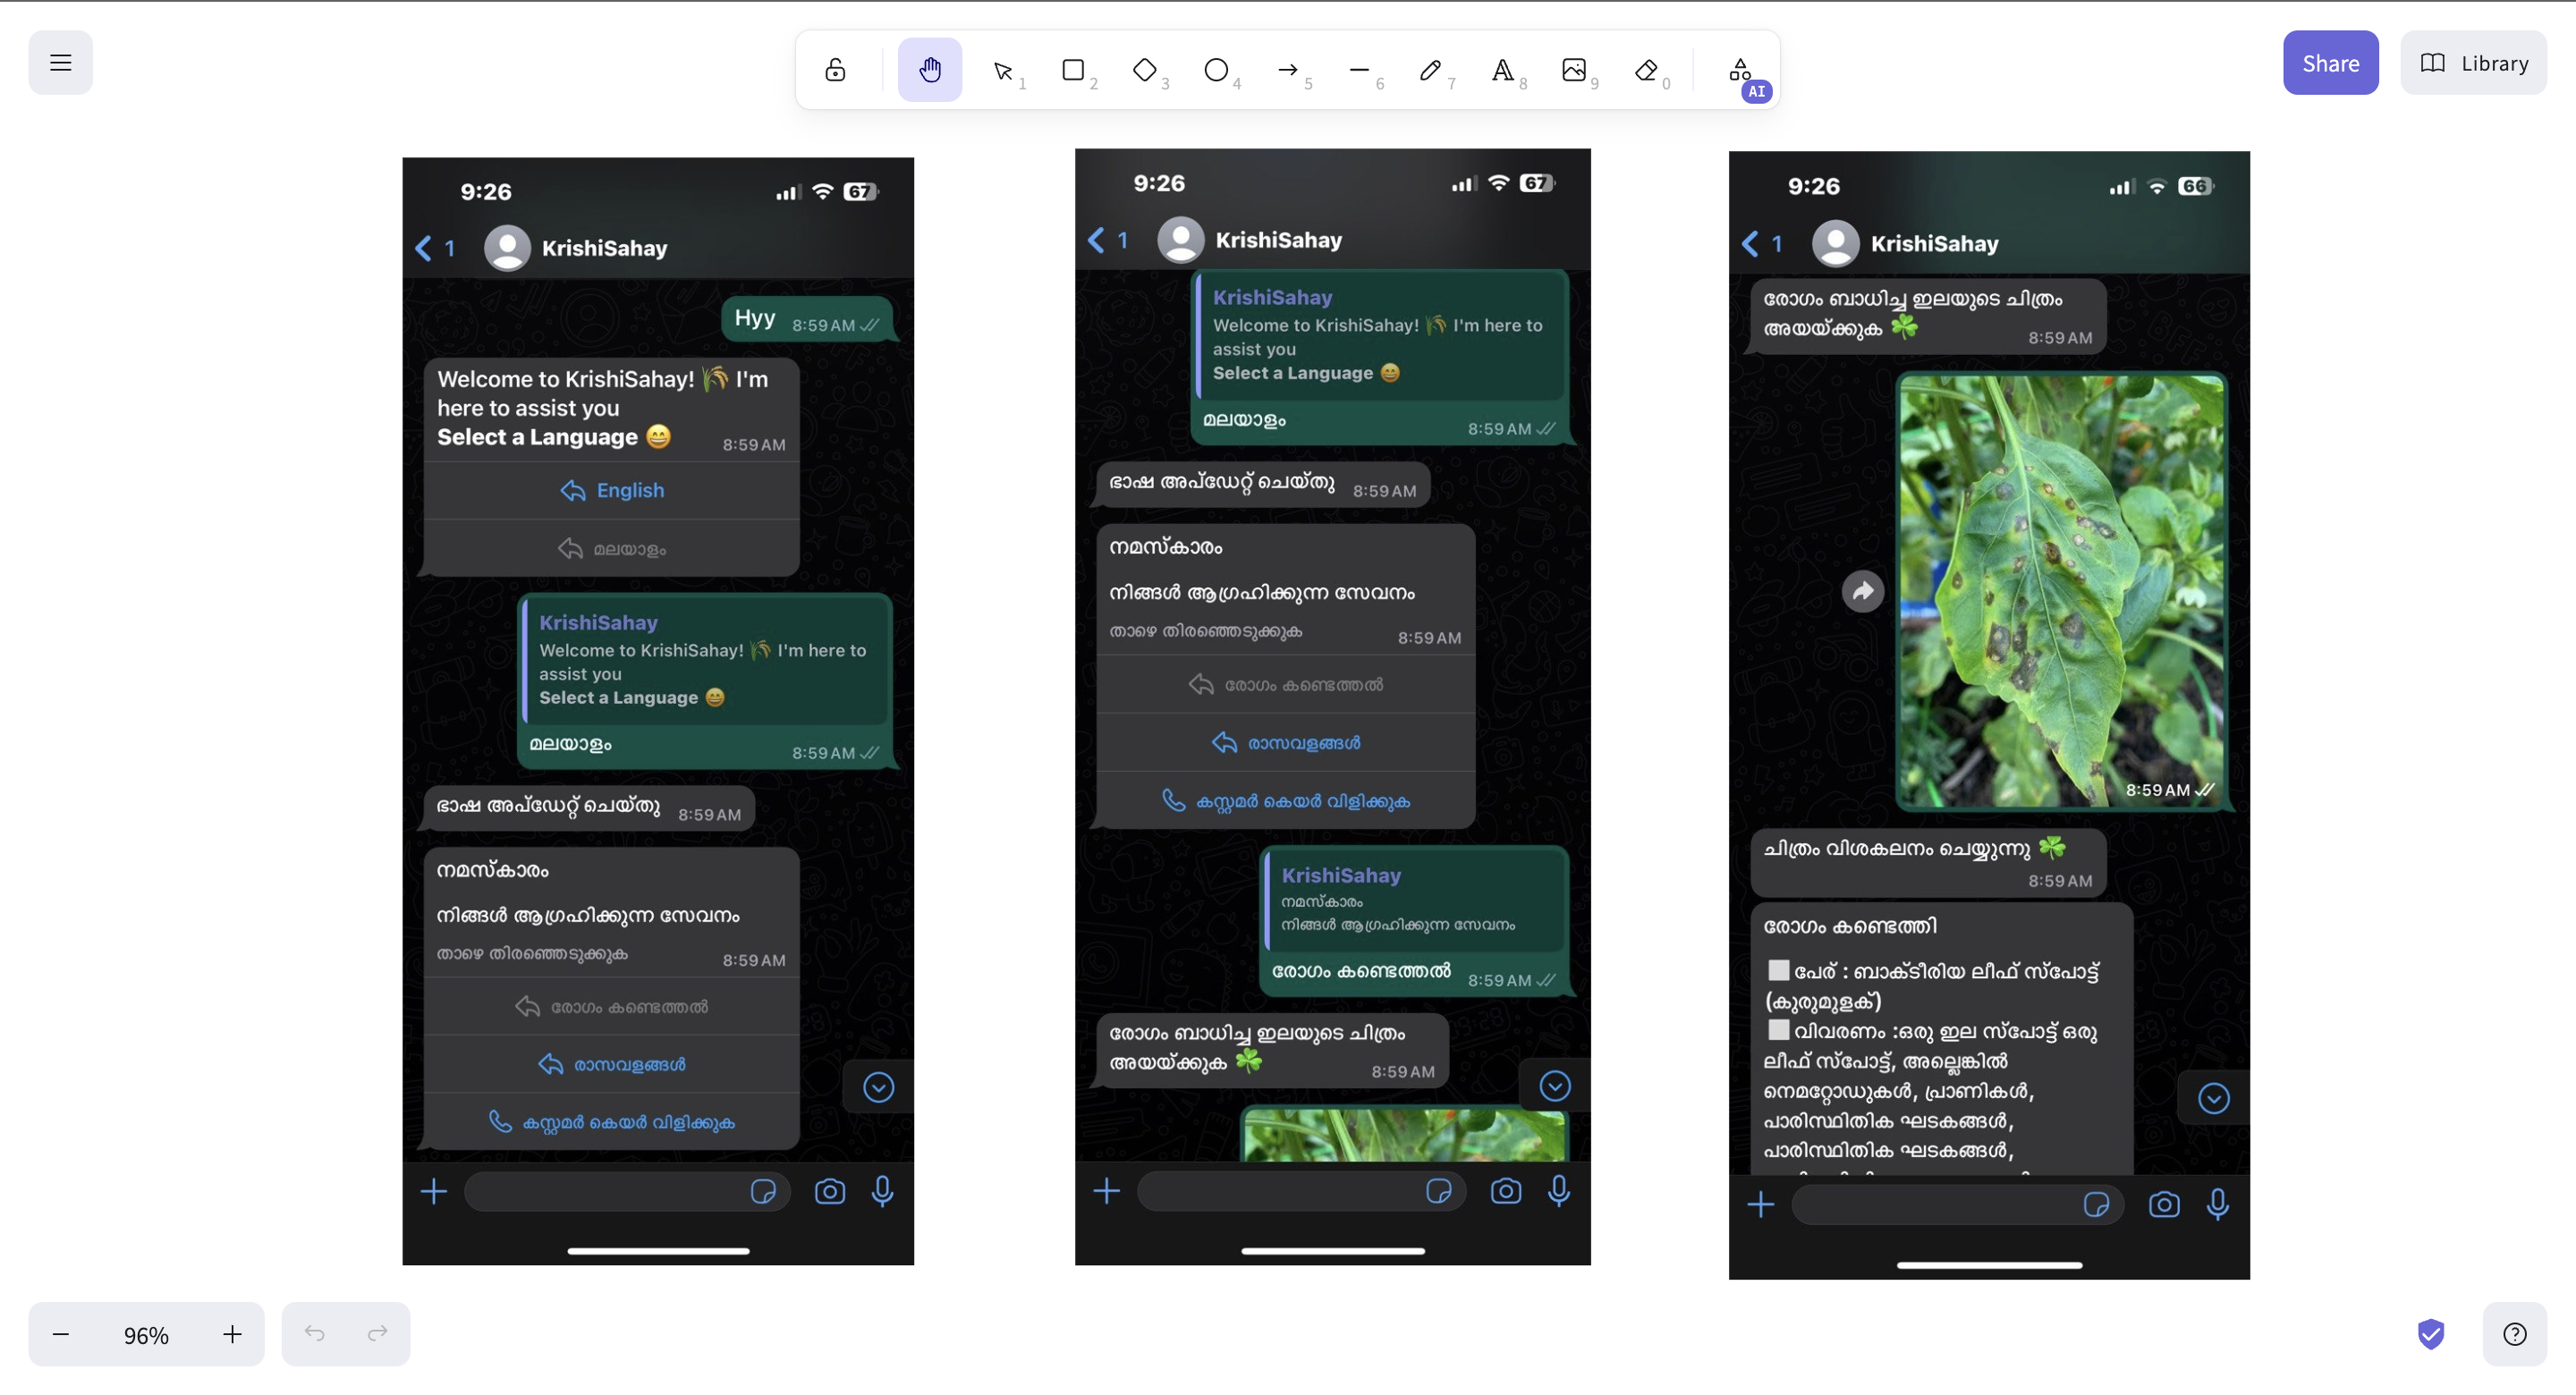 1
2
3
4
5
6
7
8
9
0
AI
Share
Library
9:26
67
1
KrishiSahay
Hyy 8:59 AM
Welcome to KrishiSahay! 🌾 I'm
here to assist you
Select a Language 😄 8:59 AM
English
മലയാളം
KrishiSahay
Welcome to KrishiSahay! 🌾 I'm here to
assist you
Select a Language 😄
മലയാളം 8:59 AM
ഭാഷ അപ്ഡേറ്റ് ചെയ്തു 8:59 AM
നമസ്കാരം
നിങ്ങൾ ആഗ്രഹിക്കുന്ന സേവനം
താഴെ തിരഞ്ഞെടുക്കുക 8:59 AM
രോഗം കണ്ടെത്തൽ
രാസവളങ്ങൾ
കസ്റ്റമർ കെയർ വിളിക്കുക
9:26
67
1
KrishiSahay
KrishiSahay
Welcome to KrishiSahay! 🌾 I'm here to
assist you
Select a Language 😄
മലയാളം 8:59 AM
ഭാഷ അപ്ഡേറ്റ് ചെയ്തു 8:59 AM
നമസ്കാരം
നിങ്ങൾ ആഗ്രഹിക്കുന്ന സേവനം
താഴെ തിരഞ്ഞെടുക്കുക 8:59 AM
രോഗം കണ്ടെത്തൽ
രാസവളങ്ങൾ
കസ്റ്റമർ കെയർ വിളിക്കുക
KrishiSahay
നമസ്കാരം
നിങ്ങൾ ആഗ്രഹിക്കുന്ന സേവനം
രോഗം കണ്ടെത്തൽ 8:59 AM
രോഗം ബാധിച്ച ഇലയുടെ ചിത്രം
അയയ്ക്കുക ☘️ 8:59 AM
9:26
66
1
KrishiSahay
രോഗം ബാധിച്ച ഇലയുടെ ചിത്രം
അയയ്ക്കുക ☘️ 8:59 AM
8:59 AM
ചിത്രം വിശകലനം ചെയ്യുന്നു ☘️
8:59 AM
രോഗം കണ്ടെത്തി
പേര് : ബാക്ടീരിയ ലീഫ് സ്പോട്ട്
(കുരുമുളക്)
വിവരണം :ഒരു ഇല സ്പോട്ട് ഒരു
ലീഫ് സ്പോട്ട്, അല്ലെങ്കിൽ
നെമറ്റോഡുകൾ, പ്രാണികൾ,
പാരിസ്ഥിതിക ഘടകങ്ങൾ,
പാരിസ്ഥിതിക ഘടകങ്ങൾ,
96%